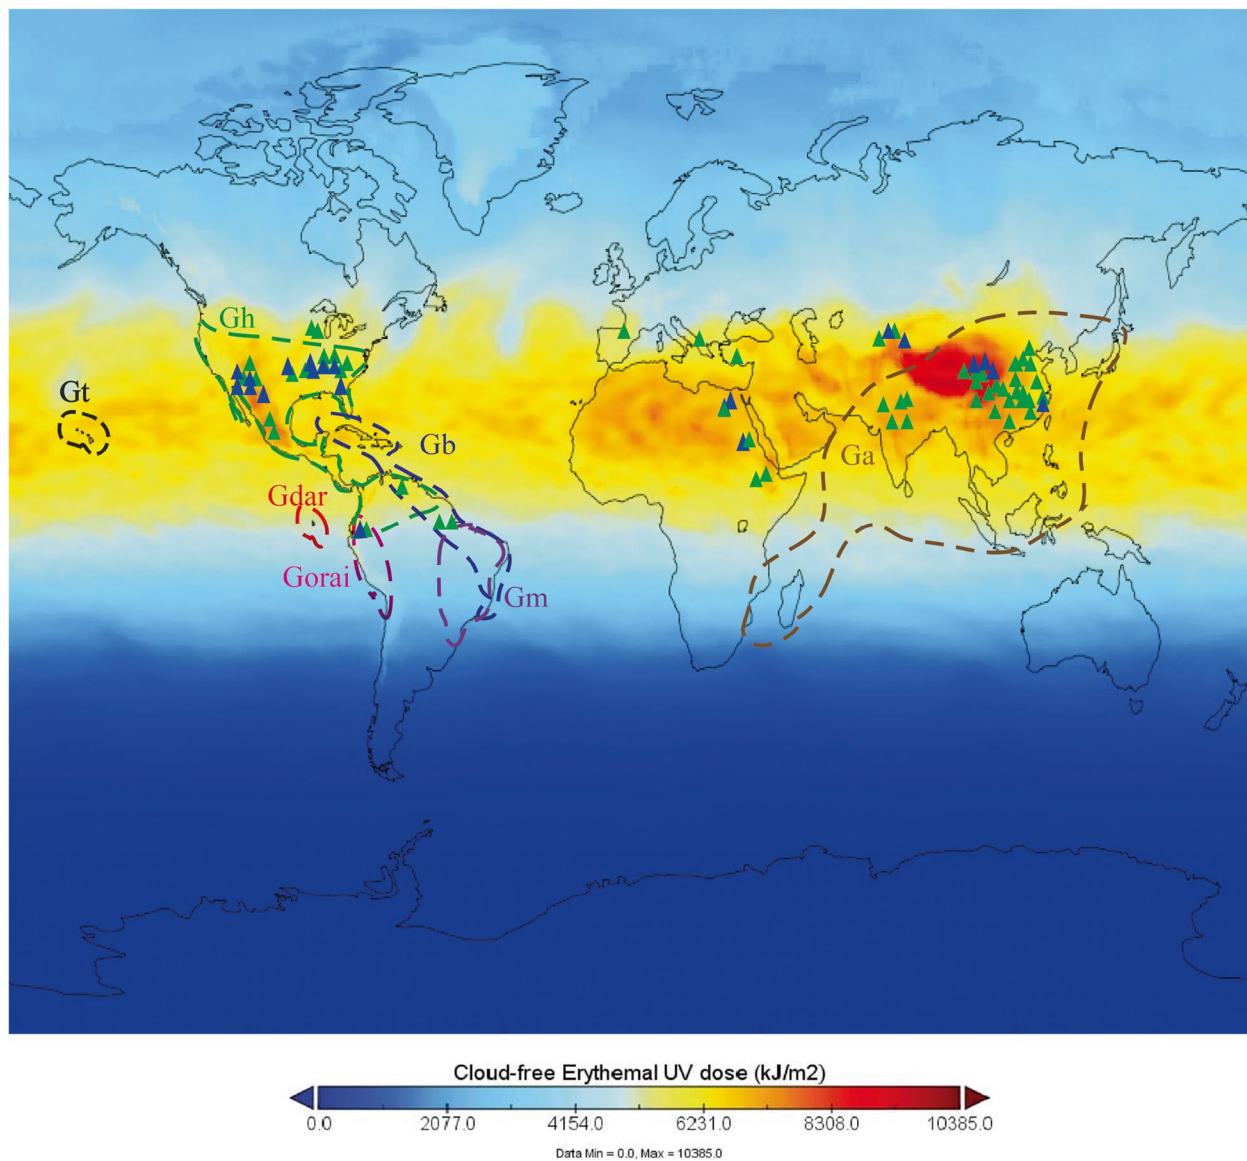 Gh
Gt
Gb
Ga
Gdar
Gorai
Gm
Cloud-free Erythemal UV dose (kJ/m2)
0.0 2077.0 4154.0 6231.0 8308.0 10385.0
Data Min = 0.0, Max = 10385.0